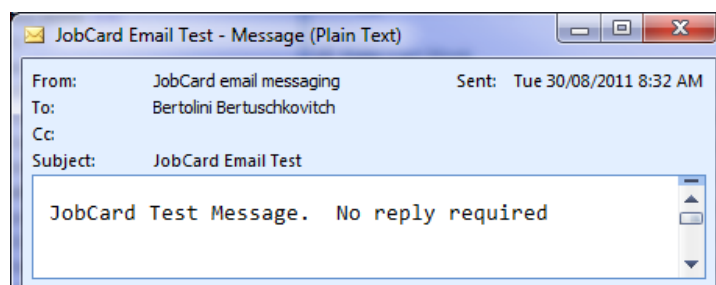 JobCard Email Test - Message (Plain Text)
From: JobCard email messaging Sent: Tue 30/08/2011 8:32 AM
To: Bertolini Bertuschkovitch
Cc:
Subject: JobCard Email Test
JobCard Test Message.  No reply required